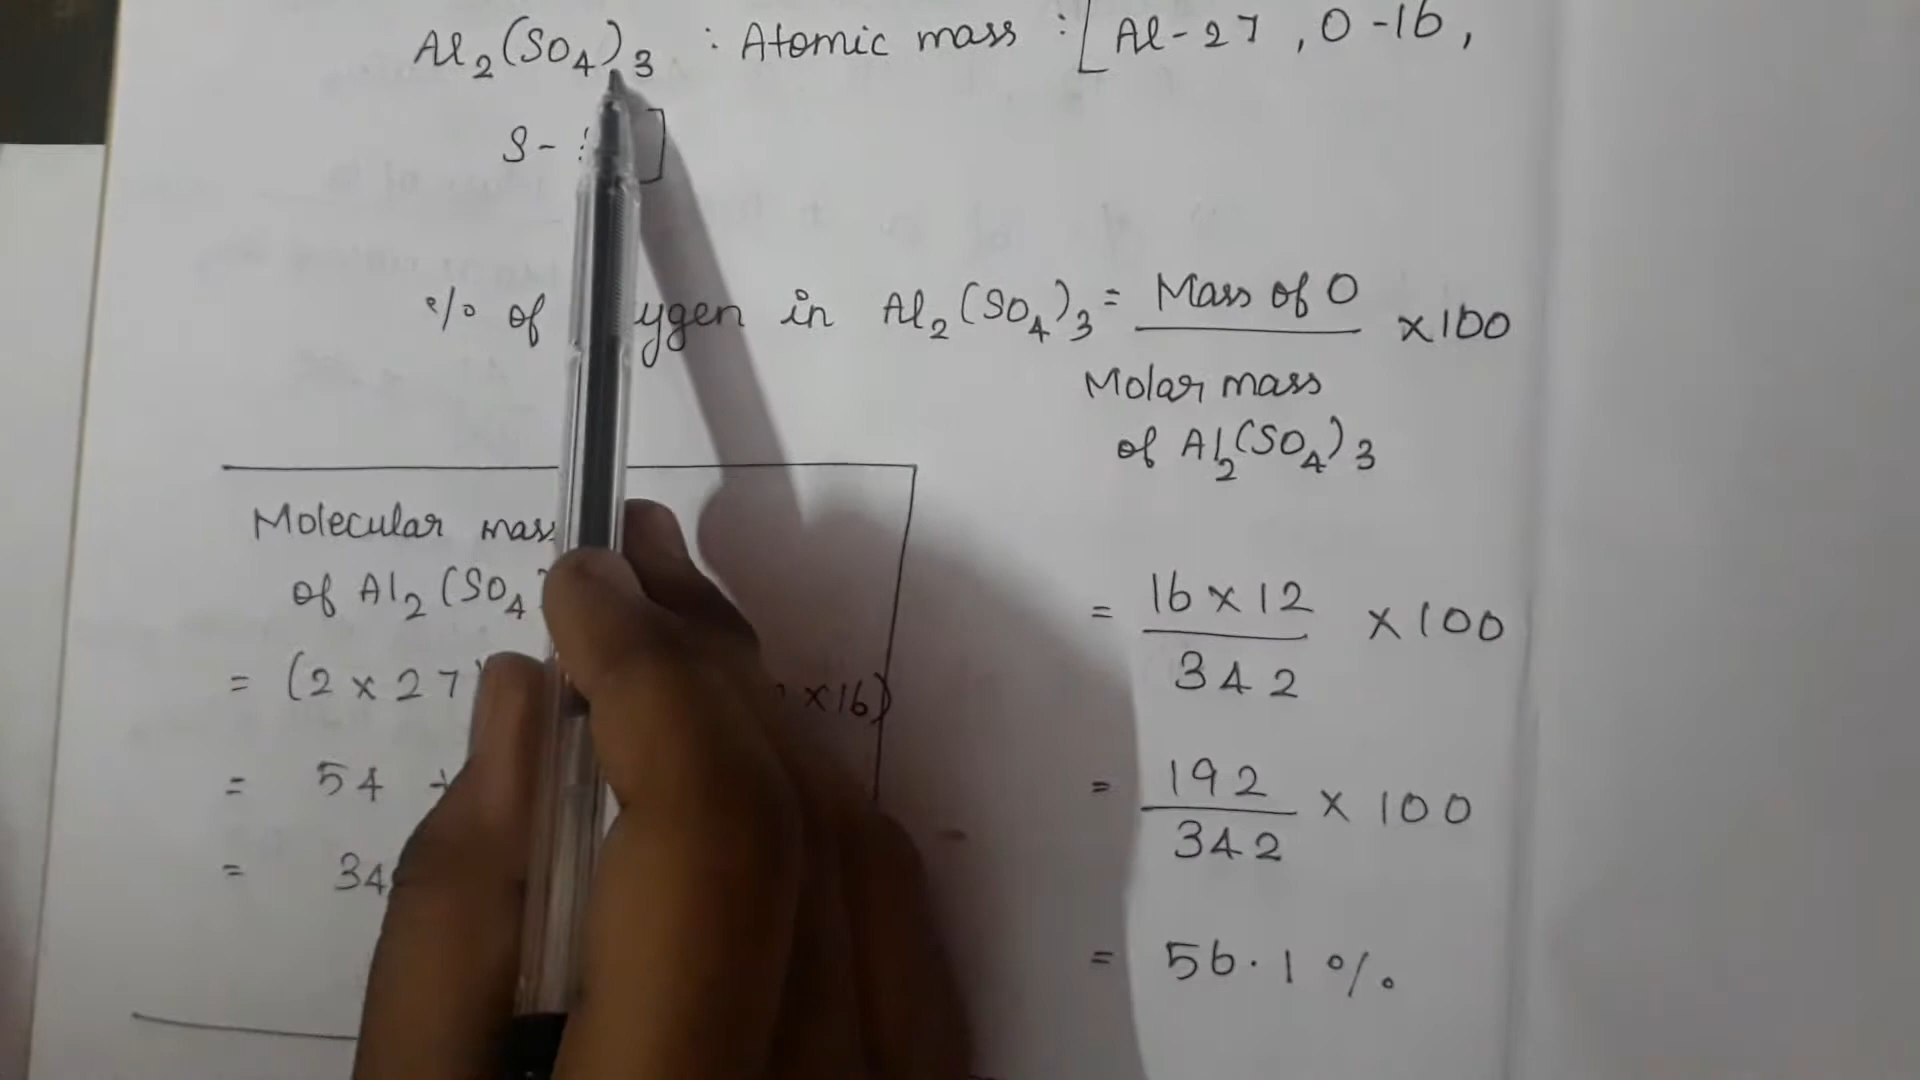 Al₂(SO₄)₃ : Atomic mass : [Al-27, O-16,
S- ]
% of ygen in Al₂(SO₄)₃ = Mass of O × 100
Molar mass
of Al₂(SO₄)₃
= 16 × 12 × 100
342
= 192 × 100
342
= 56.1 %
Molecular mass
of Al₂(SO₄)
= (2 × 27) × 16)
= 54 +
= 34